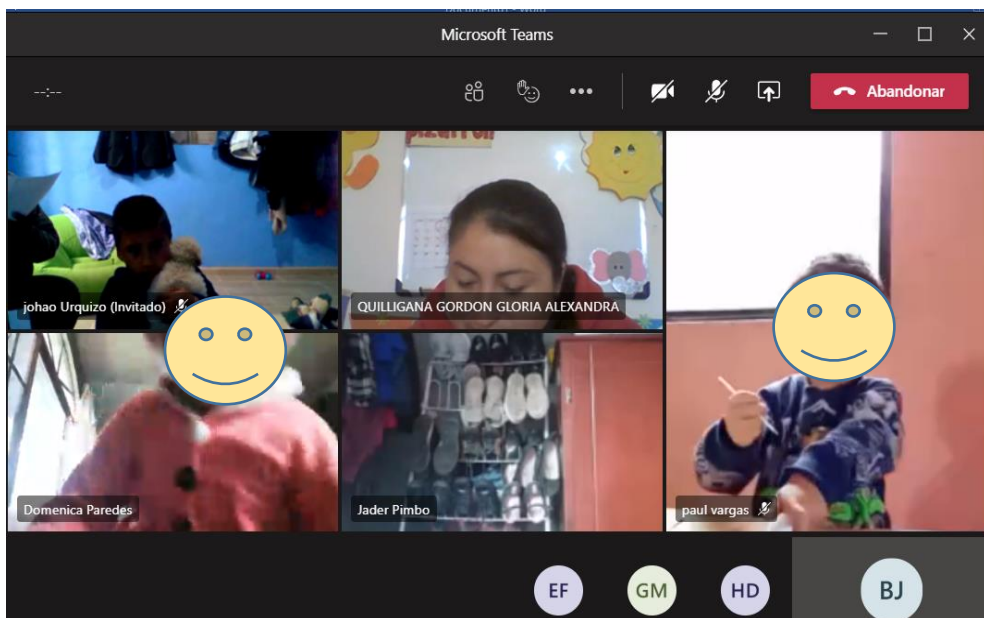 Microsoft Teams
--:--
Abandonar
johao Urquizo (Invitado)
QUILLIGANA GORDON GLORIA ALEXANDRA
Domenica Paredes
Jader Pimbo
paul vargas
EF
GM
HD
BJ